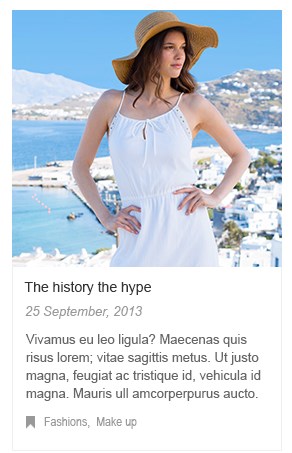 The history the hype
25 September, 2013
Vivamus eu leo ligula? Maecenas quis
risus lorem; vitae sagittis metus. Ut justo
magna, feugiat ac tristique id, vehicula id
magna. Mauris ull amcorperpurus aucto.
Fashions, Make up